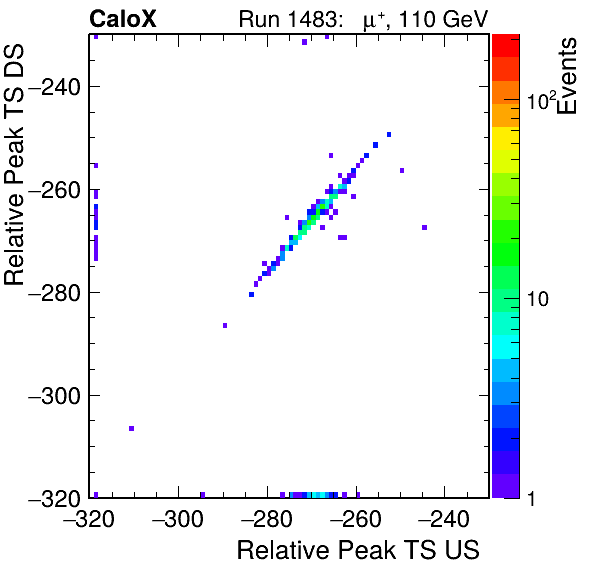 CaloX Run 1483: μ⁺, 110 GeV
Relative Peak TS DS
−240
−260
−280
−300
−320
−320 −300 −280 −260 −240
Relative Peak TS US
Events
10²
10
1